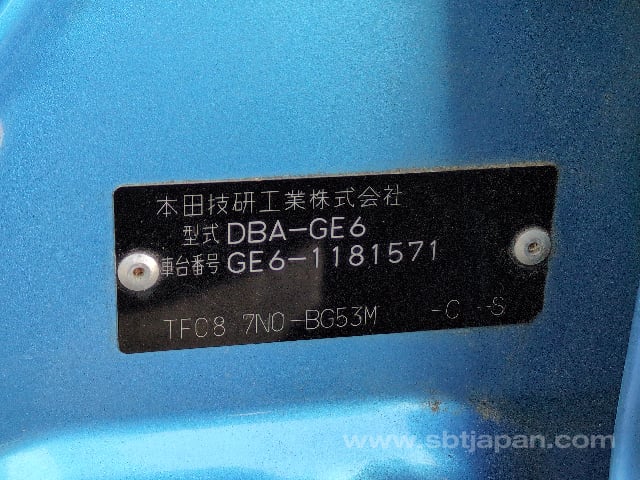 本田技研工業株式会社
型式 DBA-GE6
車台番号 GE6-1181571
TFC8 7N0-BG53M -C -S
www.sbtjapan.com